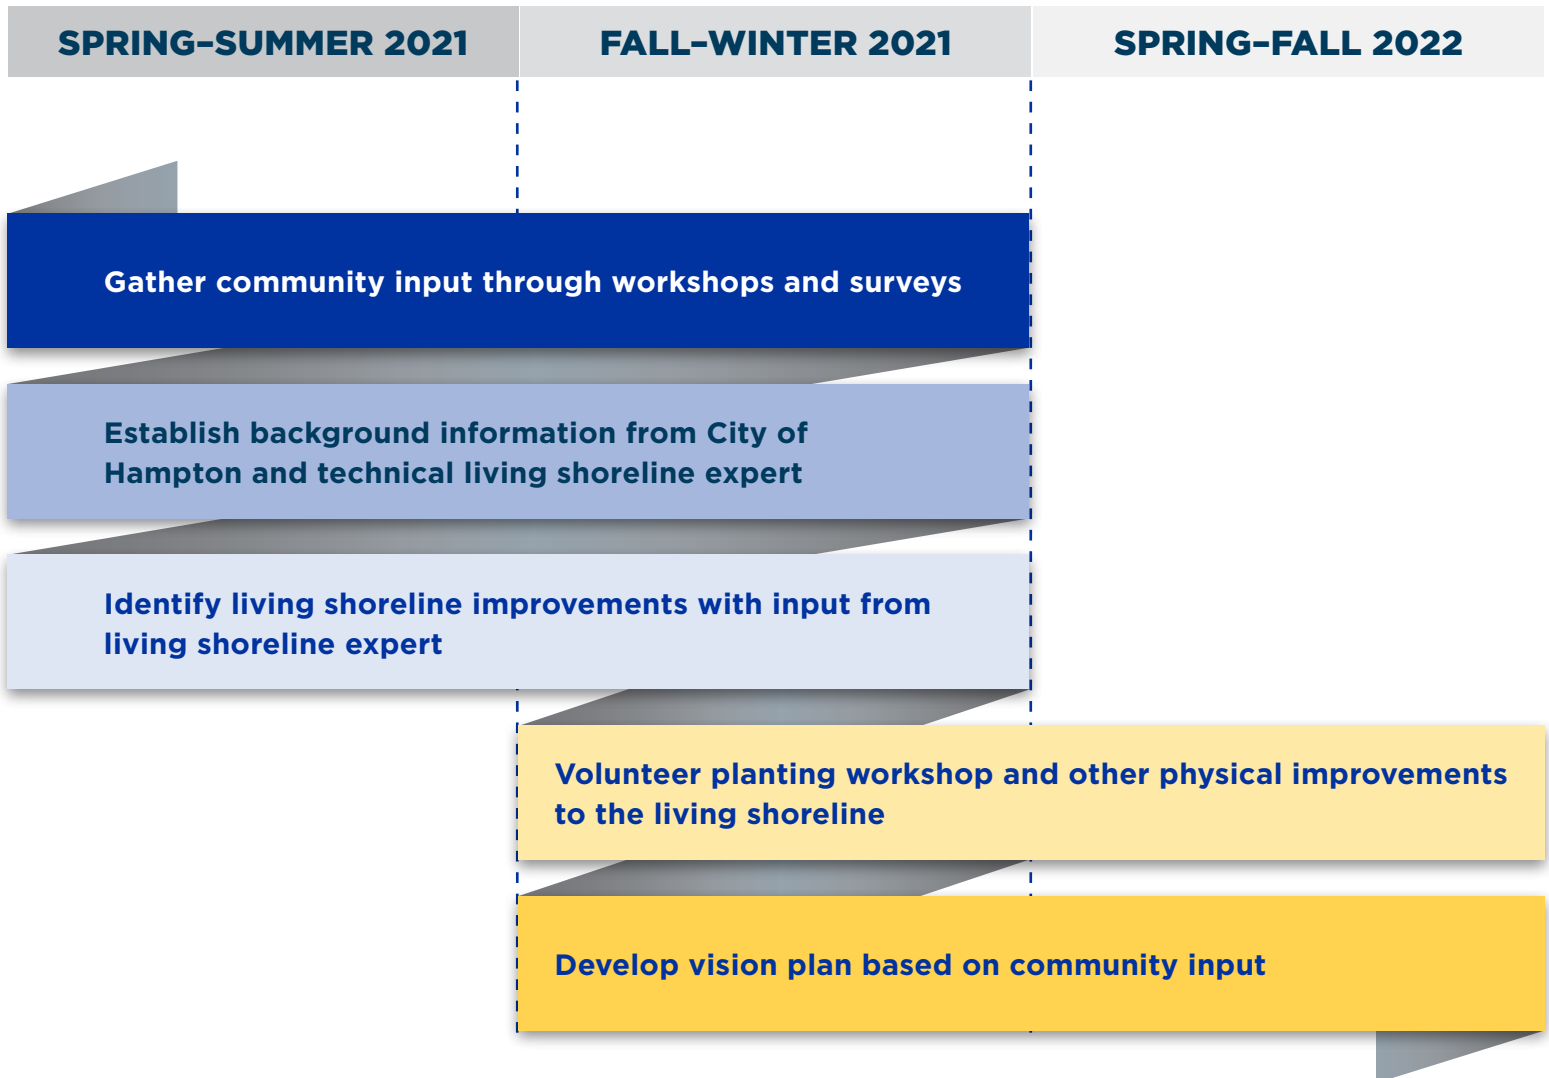 SPRING–SUMMER 2021
FALL–WINTER 2021
SPRING–FALL 2022
Gather community input through workshops and surveys
Establish background information from City of
Hampton and technical living shoreline expert
Identify living shoreline improvements with input from
living shoreline expert
Volunteer planting workshop and other physical improvements
to the living shoreline
Develop vision plan based on community input